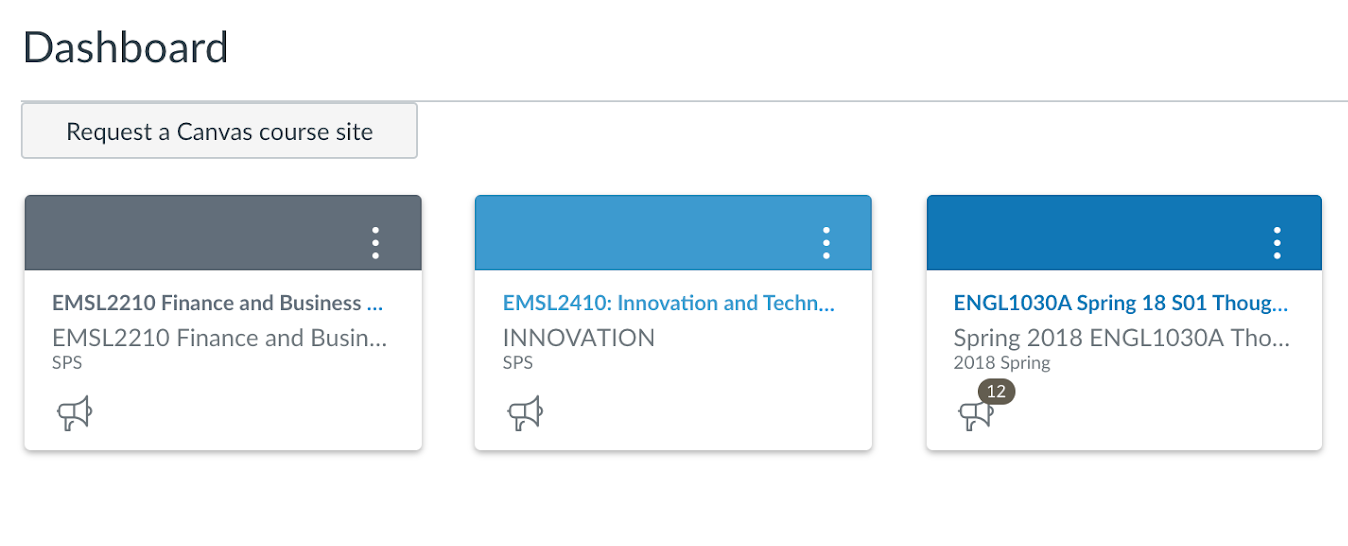 Dashboard
Request a Canvas course site
EMSL2210 Finance and Business ...
EMSL2210 Finance and Busin...
SPS
EMSL2410: Innovation and Techn...
INNOVATION
SPS
ENGL1030A Spring 18 S01 Thoug...
Spring 2018 ENGL1030A Tho...
2018 Spring
12